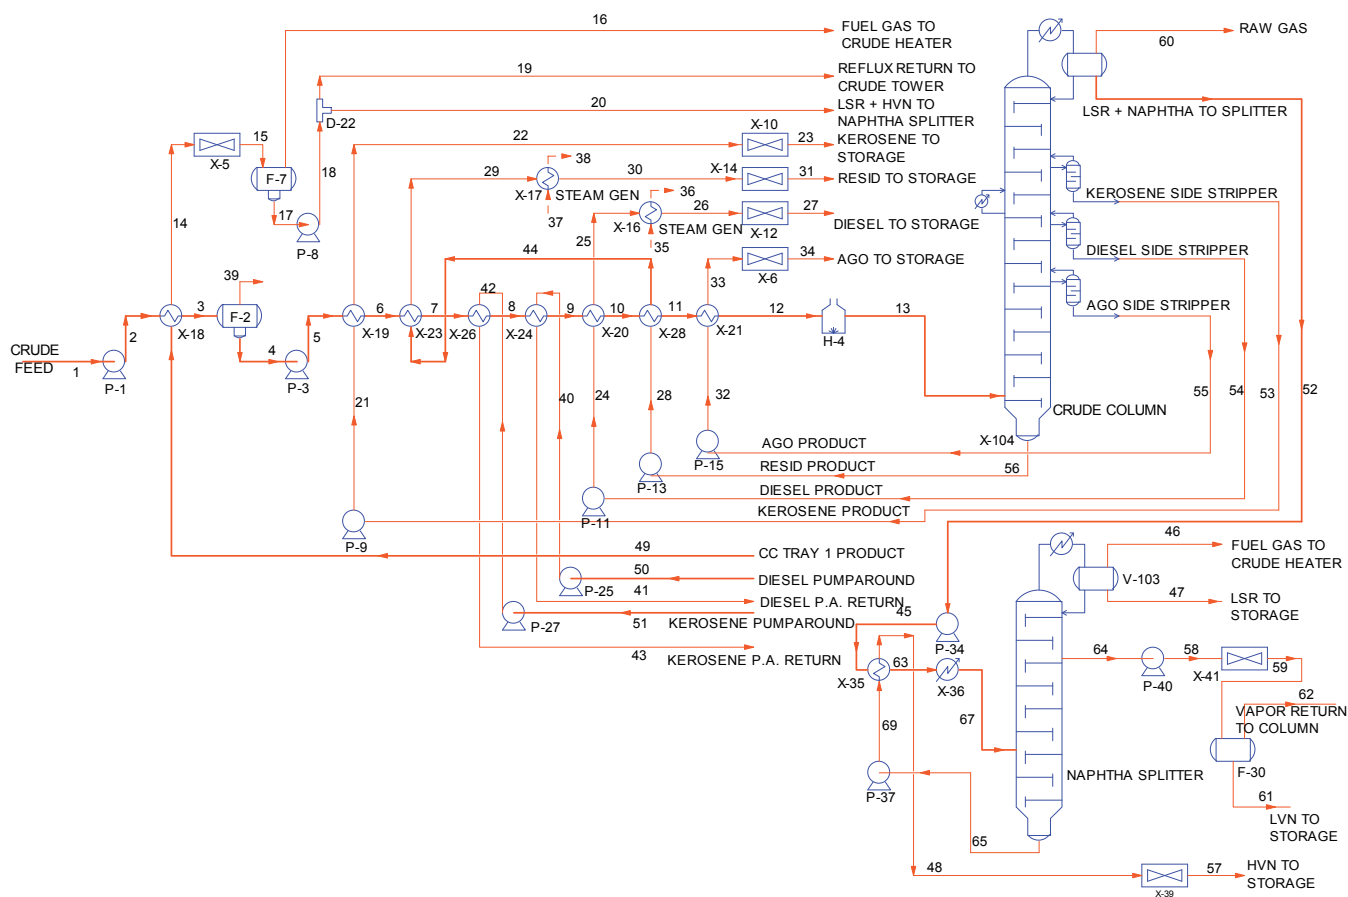 16
FUEL GAS TO
CRUDE HEATER
60
RAW GAS
19
REFLUX RETURN TO
CRUDE TOWER
20
LSR + HVN TO
NAPHTHA SPLITTER
LSR + NAPHTHA TO SPLITTER
D-22
15
X-5
F-7
18
22
X-10
23
KEROSENE TO
STORAGE
38
29
30
X-14
31
RESID TO STORAGE
X-17
STEAM GEN
36
37
17
P-8
14
26
27
X-12
DIESEL TO STORAGE
X-16
STEAM GEN
35
25
KEROSENE SIDE STRIPPER
DIESEL SIDE STRIPPER
AGO SIDE STRIPPER
44
34
X-6
AGO TO STORAGE
39
42
33
3
F-2
6
7
8
9
10
11
12
13
2
X-18
5
X-19
X-23
X-26
X-24
X-20
X-28
X-21
H-4
CRUDE
FEED
1
P-1
4
P-3
21
40
24
28
32
55
54
53
52
CRUDE COLUMN
X-104
AGO PRODUCT
P-15
RESID PRODUCT
56
P-13
DIESEL PRODUCT
P-11
KEROSENE PRODUCT
P-9
49
CC TRAY 1 PRODUCT
50
DIESEL PUMPAROUND
P-25
41
DIESEL P.A. RETURN
51
KEROSENE PUMPAROUND
P-27
43
KEROSENE P.A. RETURN
46
FUEL GAS TO
CRUDE HEATER
V-103
47
LSR TO
STORAGE
45
P-34
63
X-35
X-36
64
P-40
58
X-41
59
62
VAPOR RETURN
TO COLUMN
69
67
F-30
NAPHTHA SPLITTER
P-37
61
LVN TO
STORAGE
65
48
X-39
57
HVN TO
STORAGE